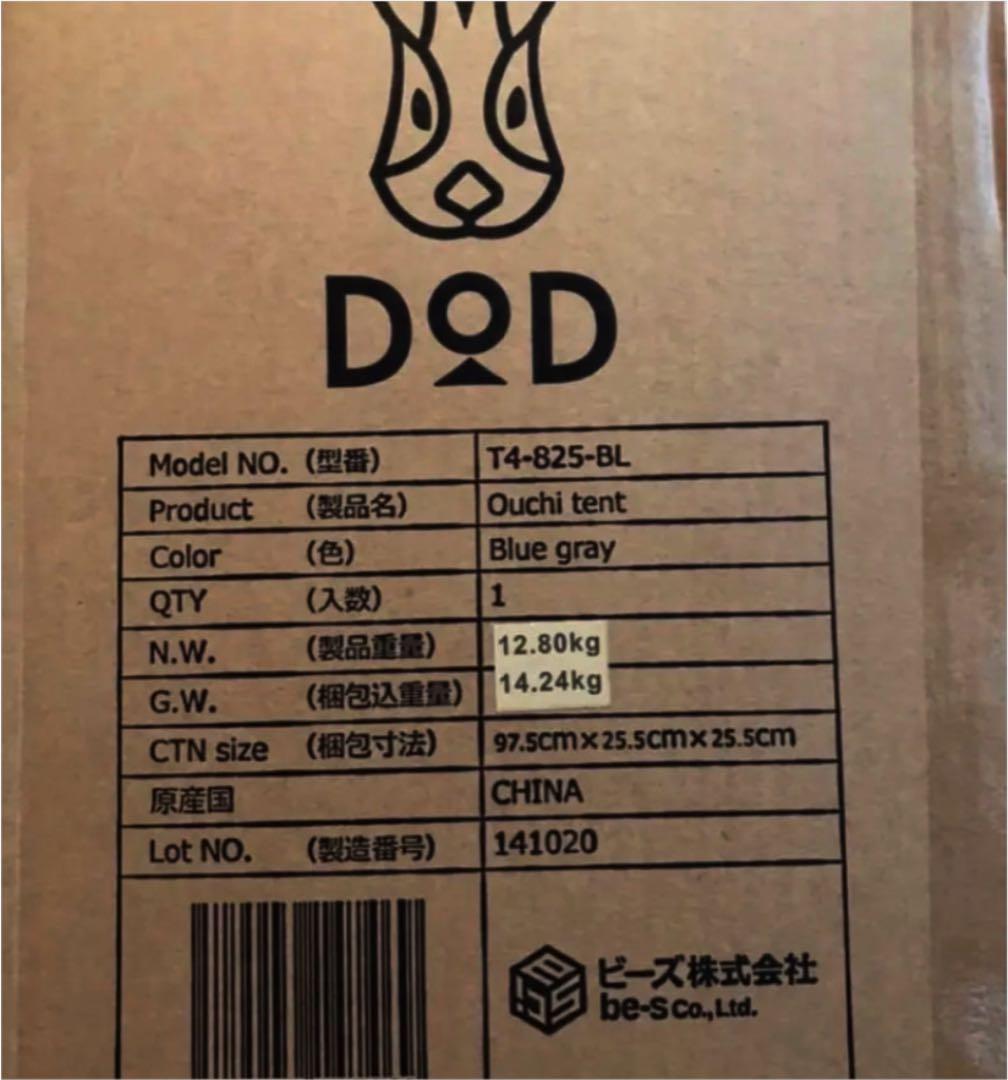 DOD
Model NO. (型番) T4-825-BL
Product (製品名) Ouchi tent
Color (色) Blue gray
QTY (入数) 1
N.W. (製品重量) 12.80kg
G.W. (梱包込重量) 14.24kg
CTN size (梱包寸法) 97.5cm×25.5cm×25.5cm
原産国 CHINA
Lot NO. (製造番号) 141020
ビーズ株式会社
be-s Co.,Ltd.